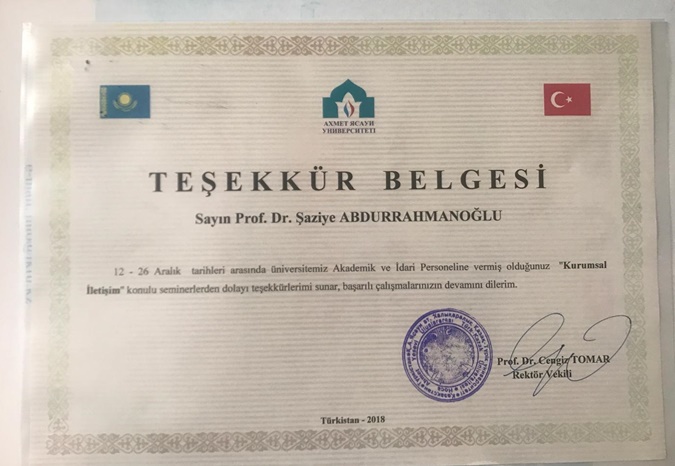 АХМЕТ ЯСАУИ
УНИВЕРСИТЕТІ
TEŞEKKÜR BELGESİ
Sayın Prof. Dr. Şaziye ABDURRAHMANOĞLU
12 - 26 Aralık tarihleri arasında üniversitemiz Akademik ve İdari Personeline vermiş olduğunuz "Kurumsal
İletişim" konulu seminerlerden dolayı teşekkürlerimi sunar, başarılı çalışmalarınızın devamını dilerim.
Prof. Dr. Cengiz TOMAR
Rektör Vekili
Türkistan - 2018